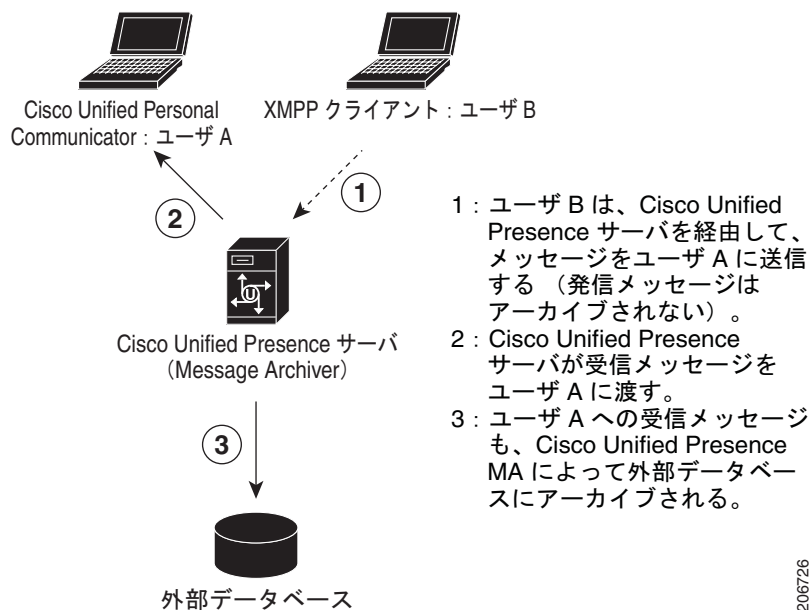 Cisco Unified Personal
Communicator：ユーザ A
XMPP クライアント：ユーザ B
1
2
1：ユーザ B は、Cisco Unified
Presence サーバを経由して、
メッセージをユーザ A に送信
する （発信メッセージは
アーカイブされない）。
2：Cisco Unified Presence
サーバが受信メッセージを
ユーザ A に渡す。
3：ユーザ A への受信メッセージ
も、Cisco Unified Presence
MA によって外部データベー
スにアーカイブされる。
U
Cisco Unified Presence サーバ
（Message Archiver）
3
外部データベース
206726